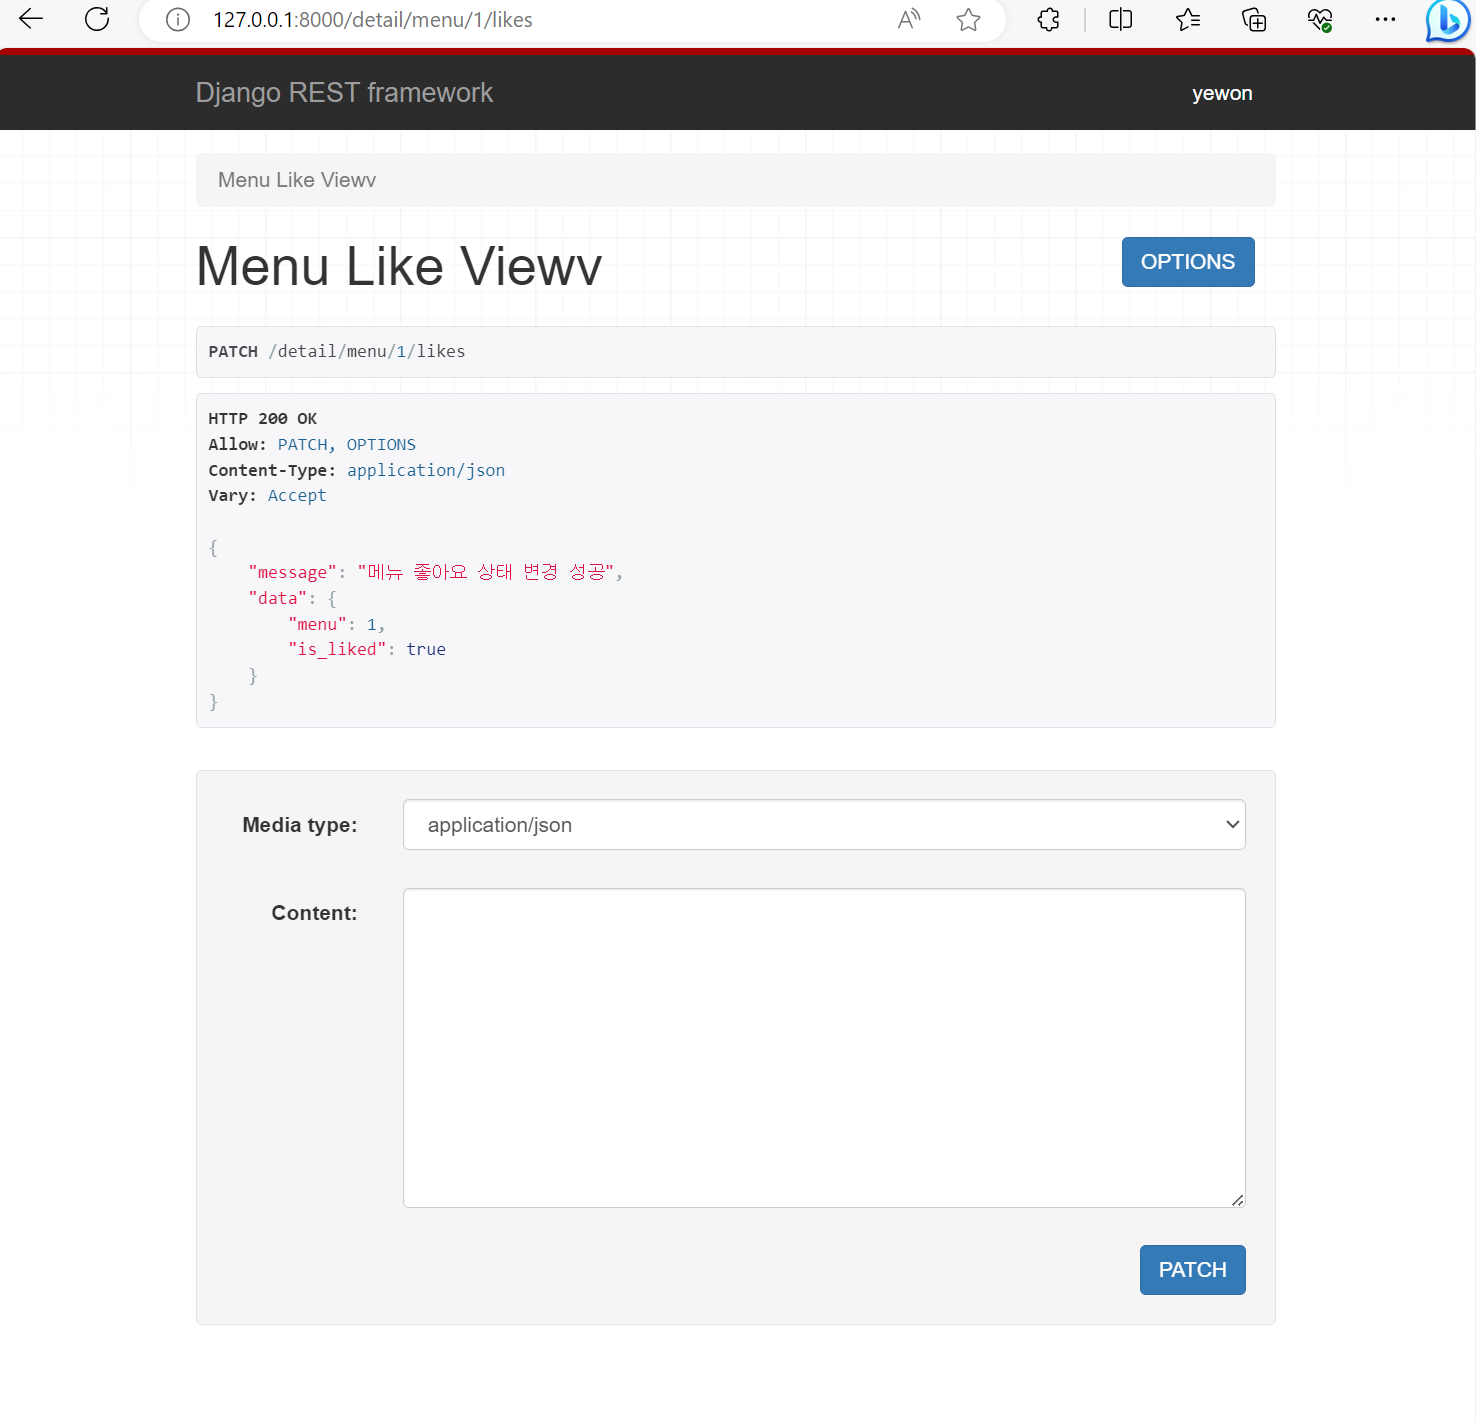 127.0.0.1:8000/detail/menu/1/likes
Django REST framework
yewon
Menu Like Viewv
Menu Like Viewv
OPTIONS
PATCH /detail/menu/1/likes
HTTP 200 OK
Allow: PATCH, OPTIONS
Content-Type: application/json
Vary: Accept
{
"message": "메뉴 좋아요 상태 변경 성공",
"data": {
"menu": 1,
"is_liked": true
}
}
Media type:
application/json
Content:
PATCH